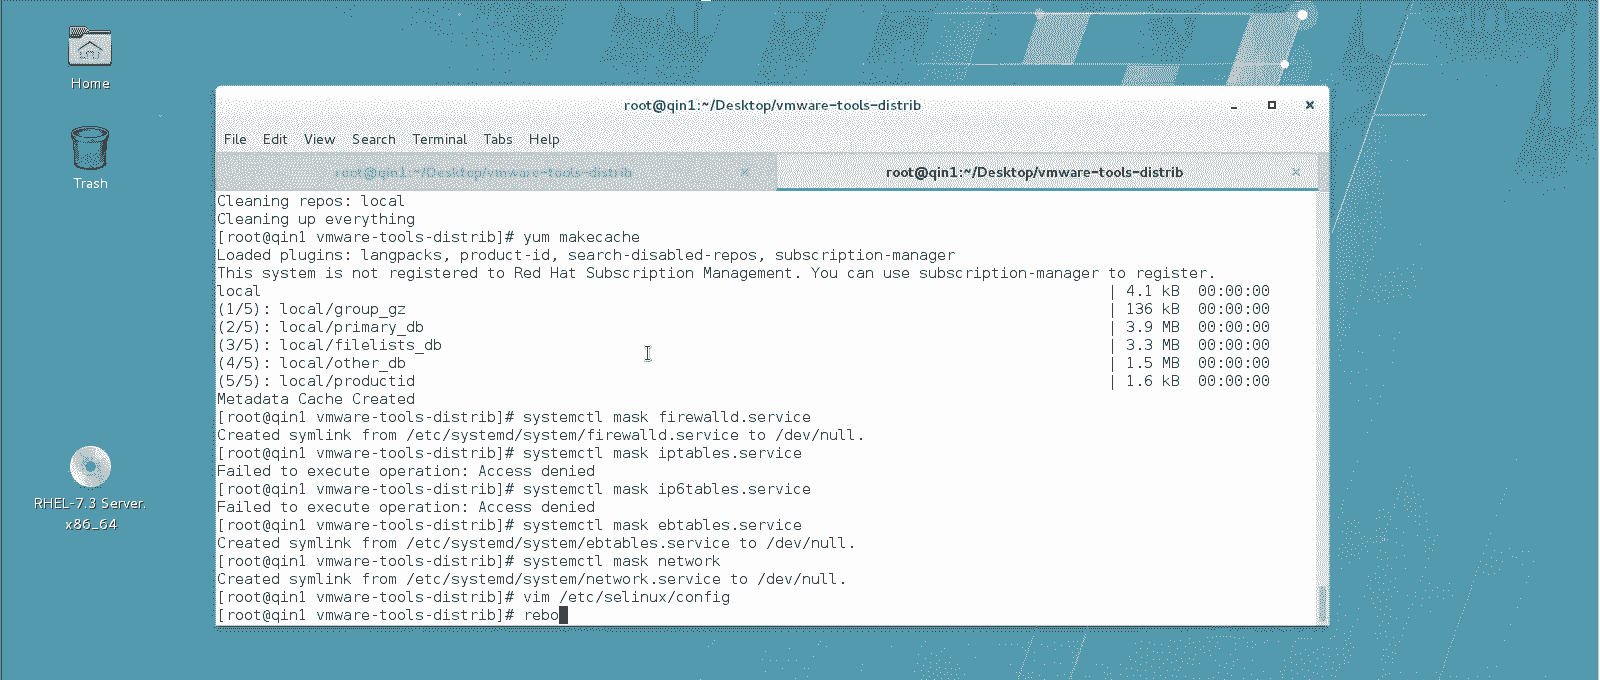 Home
Trash
RHEL-7.3 Server.
x86_64
root@qin1:~/Desktop/vmware-tools-distrib
File Edit View Search Terminal Tabs Help
root@qin1:~/Desktop/vmware-tools-distrib
root@qin1:~/Desktop/vmware-tools-distrib
Cleaning repos: local
Cleaning up everything
[root@qin1 vmware-tools-distrib]# yum makecache
Loaded plugins: langpacks, product-id, search-disabled-repos, subscription-manager
This system is not registered to Red Hat Subscription Management. You can use subscription-manager to register.
local | 4.1 kB 00:00:00
(1/5): local/group_gz | 136 kB 00:00:00
(2/5): local/primary_db | 3.9 MB 00:00:00
(3/5): local/filelists_db | 3.3 MB 00:00:00
(4/5): local/other_db | 1.5 MB 00:00:00
(5/5): local/productid | 1.6 kB 00:00:00
Metadata Cache Created
[root@qin1 vmware-tools-distrib]# systemctl mask firewalld.service
Created symlink from /etc/systemd/system/firewalld.service to /dev/null.
[root@qin1 vmware-tools-distrib]# systemctl mask iptables.service
Failed to execute operation: Access denied
[root@qin1 vmware-tools-distrib]# systemctl mask ip6tables.service
Failed to execute operation: Access denied
[root@qin1 vmware-tools-distrib]# systemctl mask ebtables.service
Created symlink from /etc/systemd/system/ebtables.service to /dev/null.
[root@qin1 vmware-tools-distrib]# systemctl mask network
Created symlink from /etc/systemd/system/network.service to /dev/null.
[root@qin1 vmware-tools-distrib]# vim /etc/selinux/config
[root@qin1 vmware-tools-distrib]# rebo